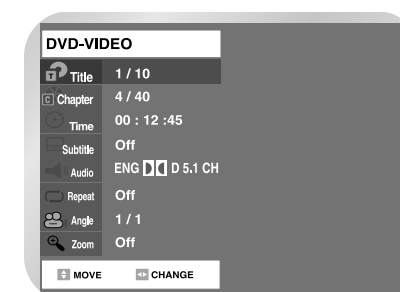 DVD-VIDEO
Title 1 / 10
Chapter 4 / 40
Time 00 : 12 :45
Subtitle Off
Audio ENG D 5.1 CH
Repeat Off
Angle 1 / 1
Zoom Off
MOVE CHANGE